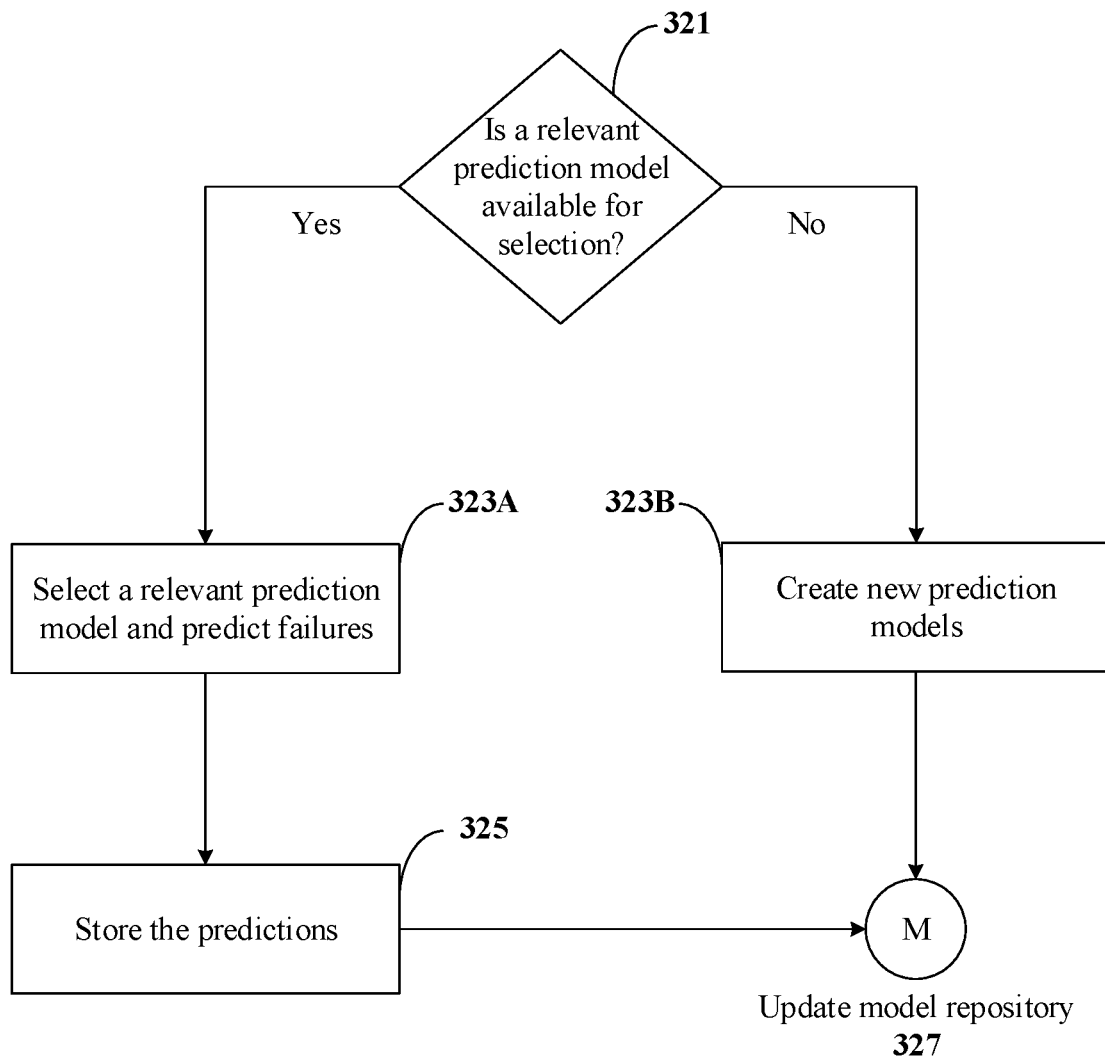 321
Is a relevant
prediction model
available for
selection?
Yes
No
323A
323B
Select a relevant prediction
model and predict failures
Create new prediction
models
325
Store the predictions
M
Update model repository
327